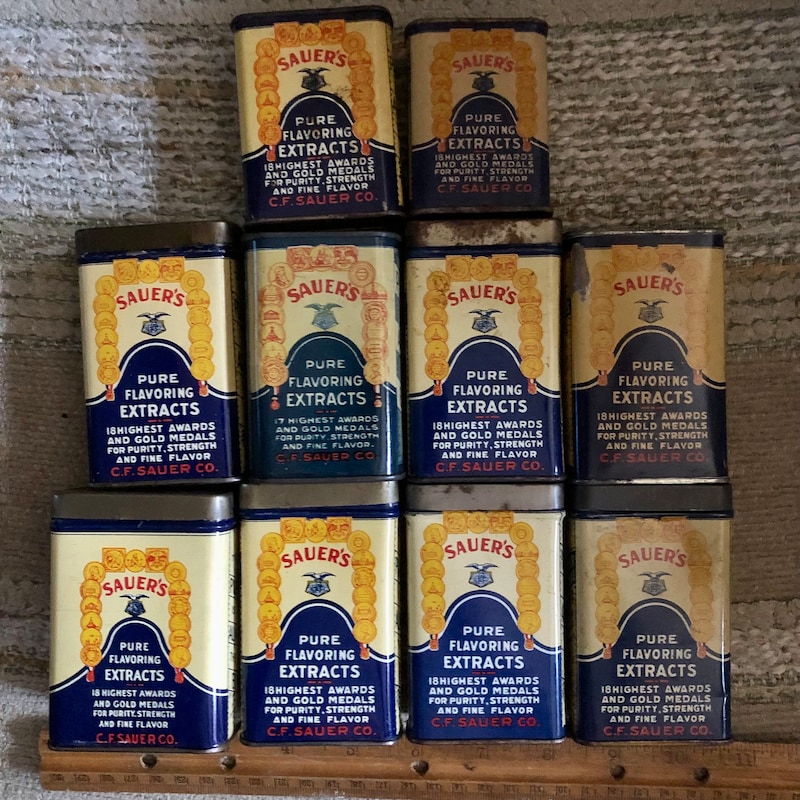 SAUER'S
PURE
FLAVORING
EXTRACTS
18 HIGHEST AWARDS
AND GOLD MEDALS
FOR PURITY, STRENGTH
AND FINE FLAVOR
C.F. SAUER CO.
SAUER'S
PURE
FLAVORING
EXTRACTS
18 HIGHEST AWARDS
AND GOLD MEDALS
FOR PURITY, STRENGTH
AND FINE FLAVOR
C.F. SAUER CO.
SAUER'S
PURE
FLAVORING
EXTRACTS
18 HIGHEST AWARDS
AND GOLD MEDALS
FOR PURITY, STRENGTH
AND FINE FLAVOR
C.F. SAUER CO.
SAUER'S
PURE
FLAVORING
EXTRACTS
17 HIGHEST AWARDS
AND GOLD MEDALS
FOR PURITY, STRENGTH
AND FINE FLAVOR.
C.F. SAUER CO.
SAUER'S
PURE
FLAVORING
EXTRACTS
18 HIGHEST AWARDS
AND GOLD MEDALS
FOR PURITY, STRENGTH
AND FINE FLAVOR
C.F. SAUER CO.
SAUER'S
PURE
FLAVORING
EXTRACTS
18 HIGHEST AWARDS
AND GOLD MEDALS
FOR PURITY, STRENGTH
AND FINE FLAVOR
C.F. SAUER CO.
SAUER'S
PURE
FLAVORING
EXTRACTS
18 HIGHEST AWARDS
AND GOLD MEDALS
FOR PURITY, STRENGTH
AND FINE FLAVOR
C.F. SAUER CO.
SAUER'S
PURE
FLAVORING
EXTRACTS
18 HIGHEST AWARDS
AND GOLD MEDALS
FOR PURITY, STRENGTH
AND FINE FLAVOR
C.F. SAUER CO.
SAUER'S
PURE
FLAVORING
EXTRACTS
18 HIGHEST AWARDS
AND GOLD MEDALS
FOR PURITY, STRENGTH
AND FINE FLAVOR
C.F. SAUER CO.
SAUER'S
PURE
FLAVORING
EXTRACTS
18 HIGHEST AWARDS
AND GOLD MEDALS
FOR PURITY, STRENGTH
AND FINE FLAVOR
C.F. SAUER CO.